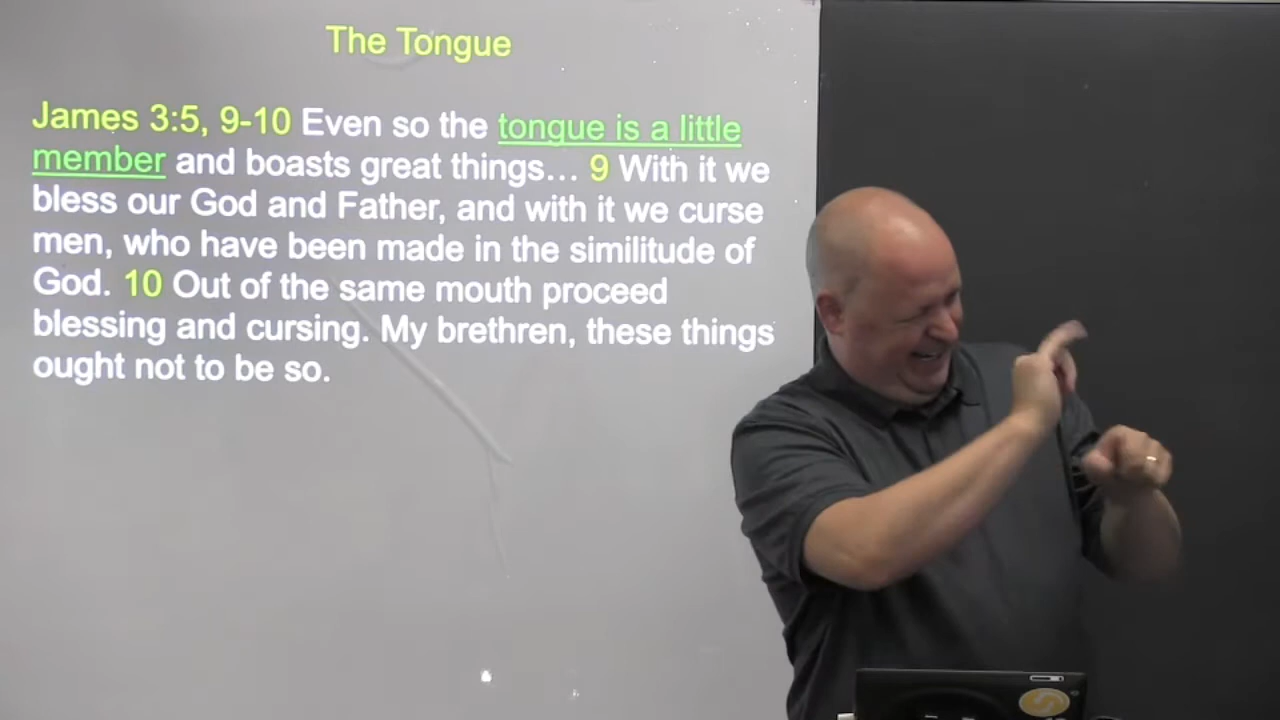 The Tongue
James 3:5, 9-10 Even so the tongue is a little
member and boasts great things... 9 With it we
bless our God and Father, and with it we curse
men, who have been made in the similitude of
God. 10 Out of the same mouth proceed
blessing and cursing. My brethren, these things
ought not to be so.